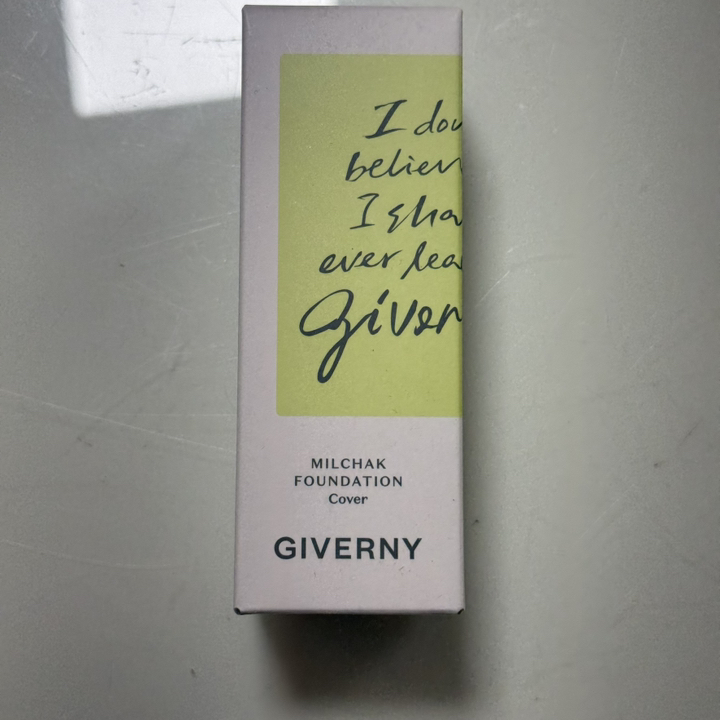 I dou
believ
I sha
ever lea
Givern
MILCHAK
FOUNDATION
Cover
GIVERNY